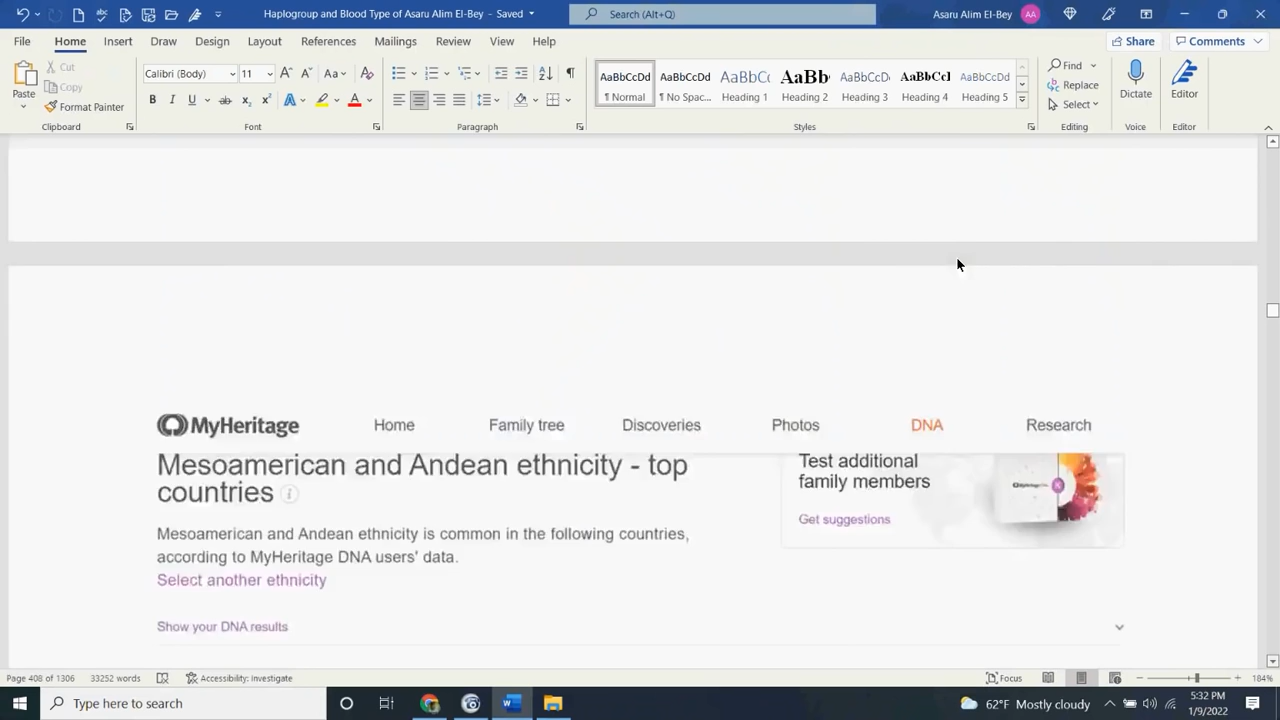 Haplogroup and Blood Type of Asaru Alim El-Bey - Saved
Search (Alt+Q)
Asaru Alim El-Bey
AA
File
Home
Insert
Draw
Design
Layout
References
Mailings
Review
View
Help
Share
Comments
Paste
Cut
Copy
Format Painter
Clipboard
Calibri (Body)
11
Font
Paragraph
AaBbCcDd
¶ Normal
AaBbCcDd
¶ No Spac...
AaBbCc
Heading 1
AaBb
Heading 2
AaBbCcD
Heading 3
AaBbCcI
Heading 4
AaBbCcDd
Heading 5
Styles
Find
Replace
Select
Editing
Dictate
Voice
Editor
Editor
MyHeritage
Home
Family tree
Discoveries
Photos
DNA
Research
Mesoamerican and Andean ethnicity - top
countries
Mesoamerican and Andean ethnicity is common in the following countries,
according to MyHeritage DNA users' data.
Select another ethnicity
Show your DNA results
Test additional
family members
Get suggestions
Page 408 of 1306
33252 words
Accessibility: investigate
Focus
184%
Type here to search
62°F Mostly cloudy
5:32 PM
1/9/2022